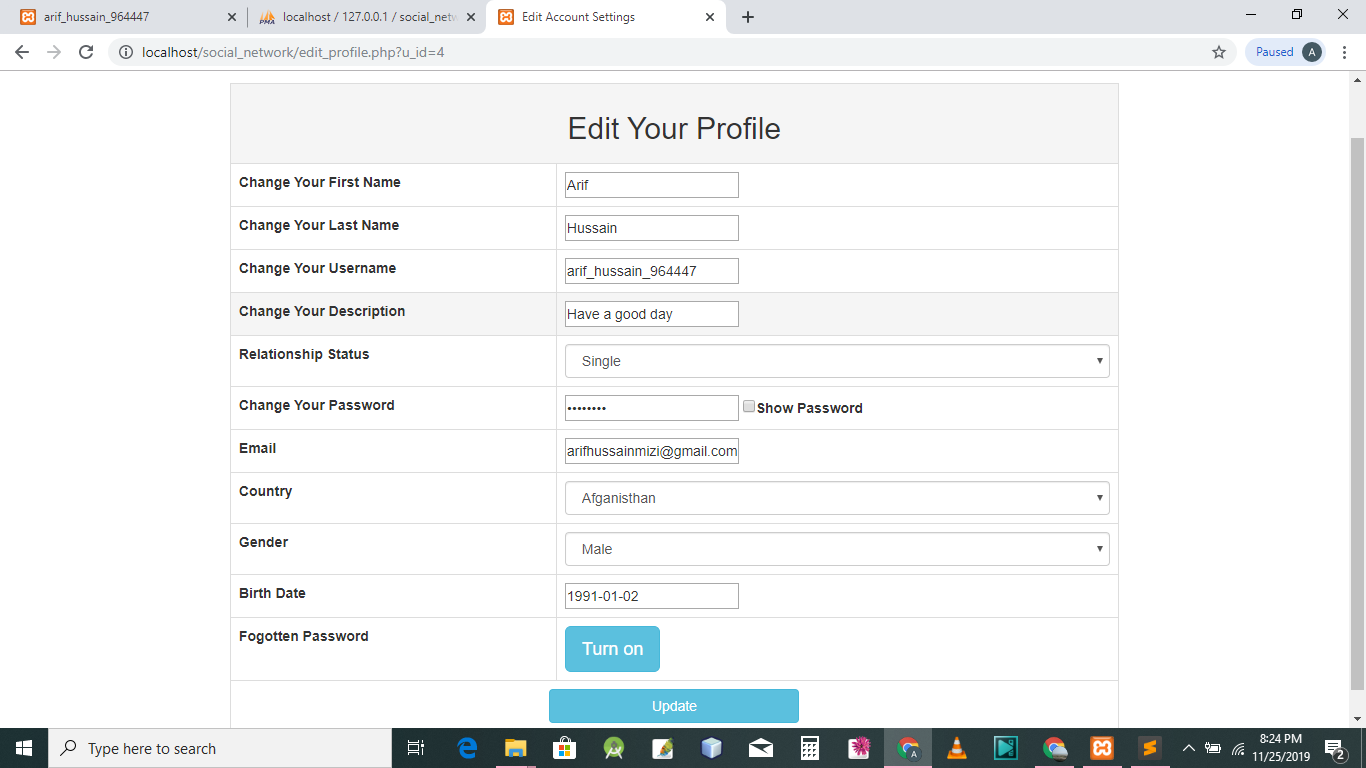 arif_hussain_964447
PMA localhost / 127.0.0.1 / social_netw
Edit Account Settings
localhost/social_network/edit_profile.php?u_id=4
Paused A
Edit Your Profile
Change Your First Name Arif
Change Your Last Name Hussain
Change Your Username arif_hussain_964447
Change Your Description Have a good day
Relationship Status Single
Change Your Password •••••••• Show Password
Email arifhussainmizi@gmail.com
Country Afganisthan
Gender Male
Birth Date 1991-01-02
Fogotten Password Turn on
Update
Type here to search
A
8:24 PM
11/25/2019
2